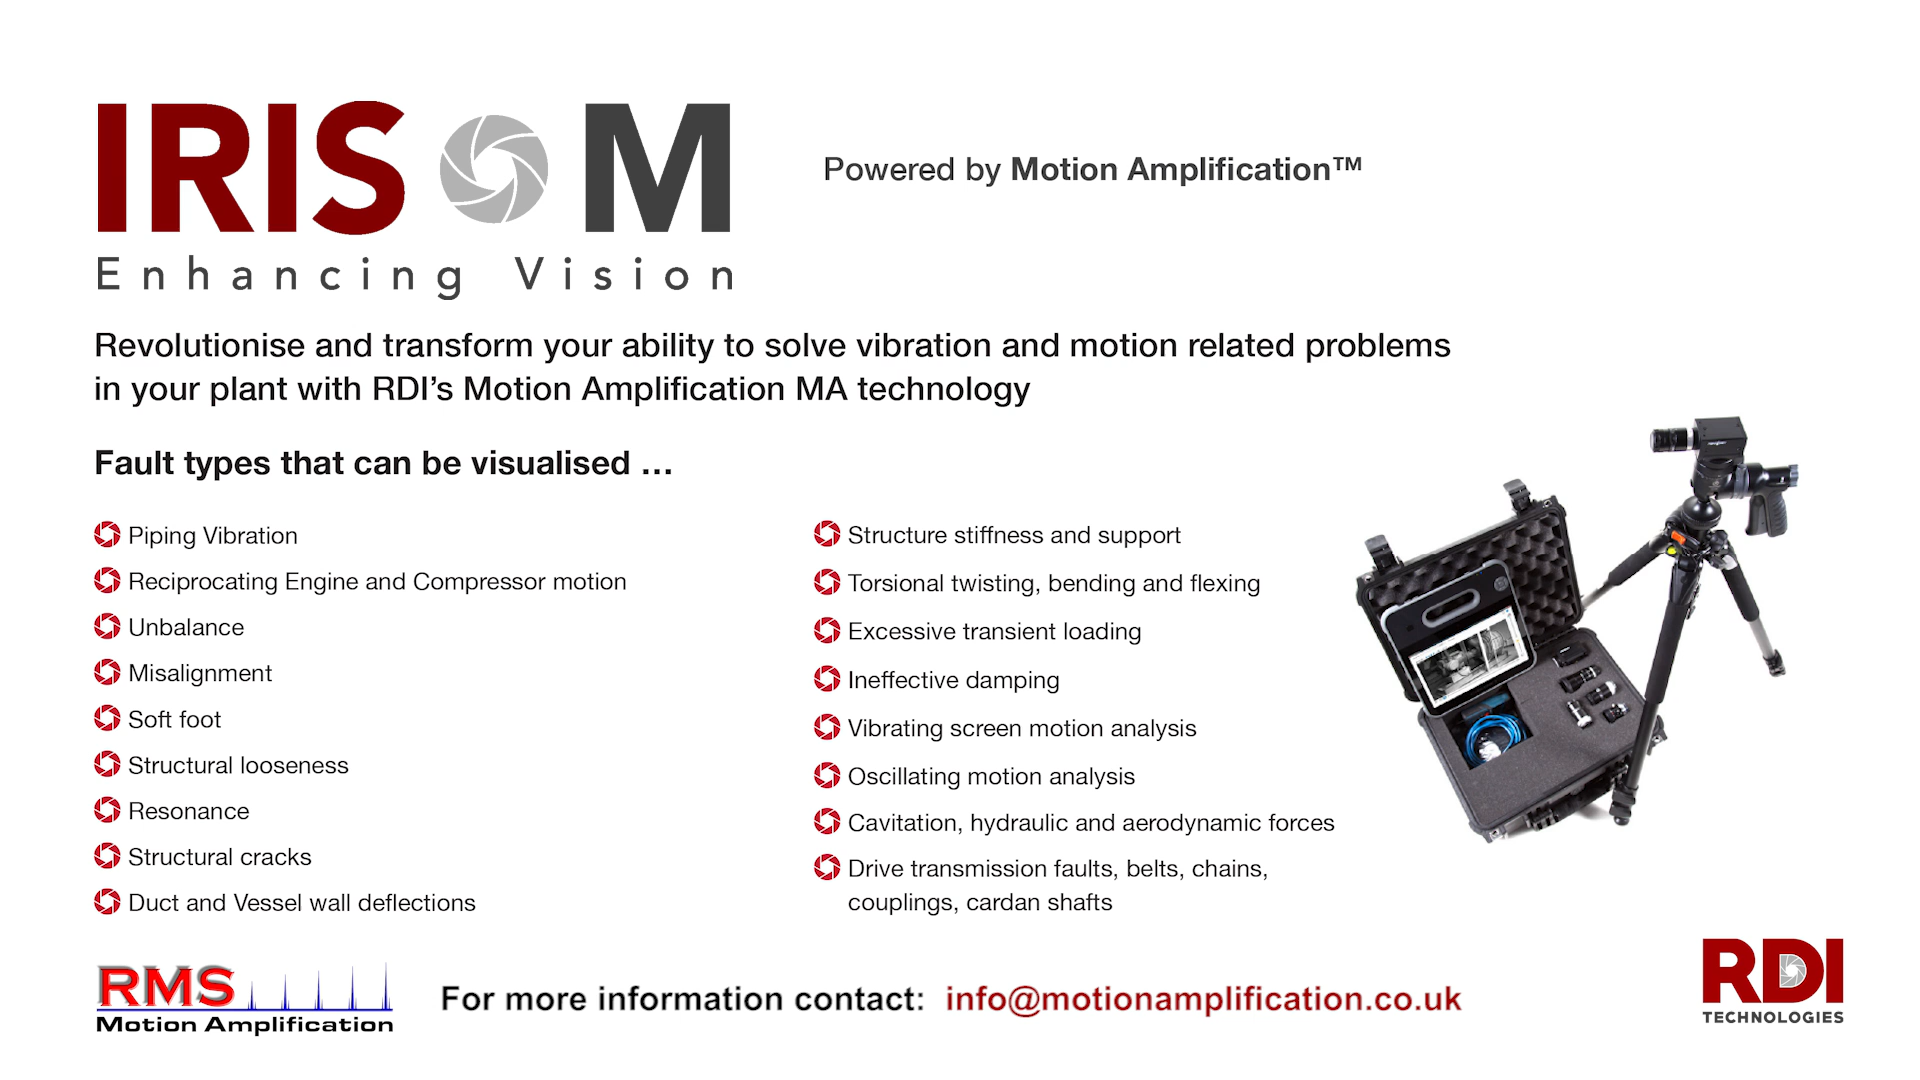 IRIS M
Enhancing Vision
Powered by Motion Amplification™
Revolutionise and transform your ability to solve vibration and motion related problems
in your plant with RDI’s Motion Amplification MA technology
Fault types that can be visualised …
Piping Vibration
Reciprocating Engine and Compressor motion
Unbalance
Misalignment
Soft foot
Structural looseness
Resonance
Structural cracks
Duct and Vessel wall deflections
Structure stiffness and support
Torsional twisting, bending and flexing
Excessive transient loading
Ineffective damping
Vibrating screen motion analysis
Oscillating motion analysis
Cavitation, hydraulic and aerodynamic forces
Drive transmission faults, belts, chains,
couplings, cardan shafts
RMS
Motion Amplification
For more information contact: info@motionamplification.co.uk
RDI
TECHNOLOGIES